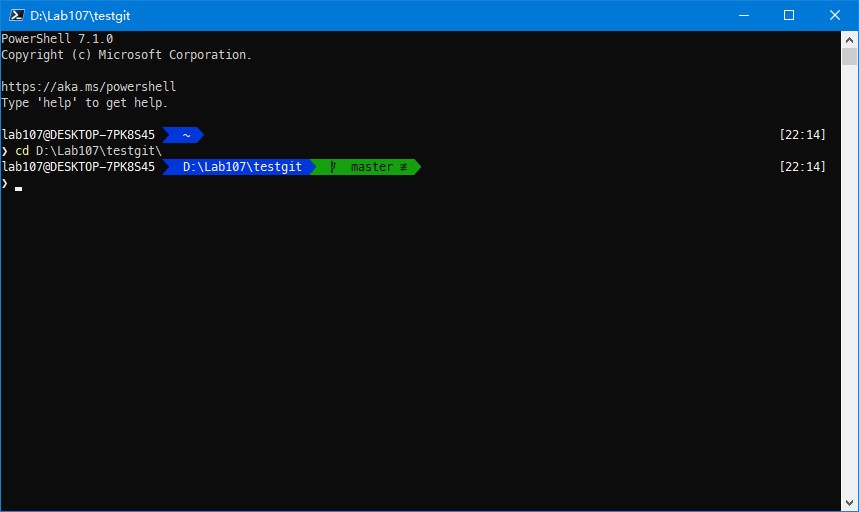 D:\Lab107\testgit
PowerShell 7.1.0
Copyright (c) Microsoft Corporation.
https://aka.ms/powershell
Type 'help' to get help.
lab107@DESKTOP-7PK8S45 ~ [22:14]
❯ cd D:\Lab107\testgit\
lab107@DESKTOP-7PK8S45 D:\Lab107\testgit master ≢ [22:14]
❯